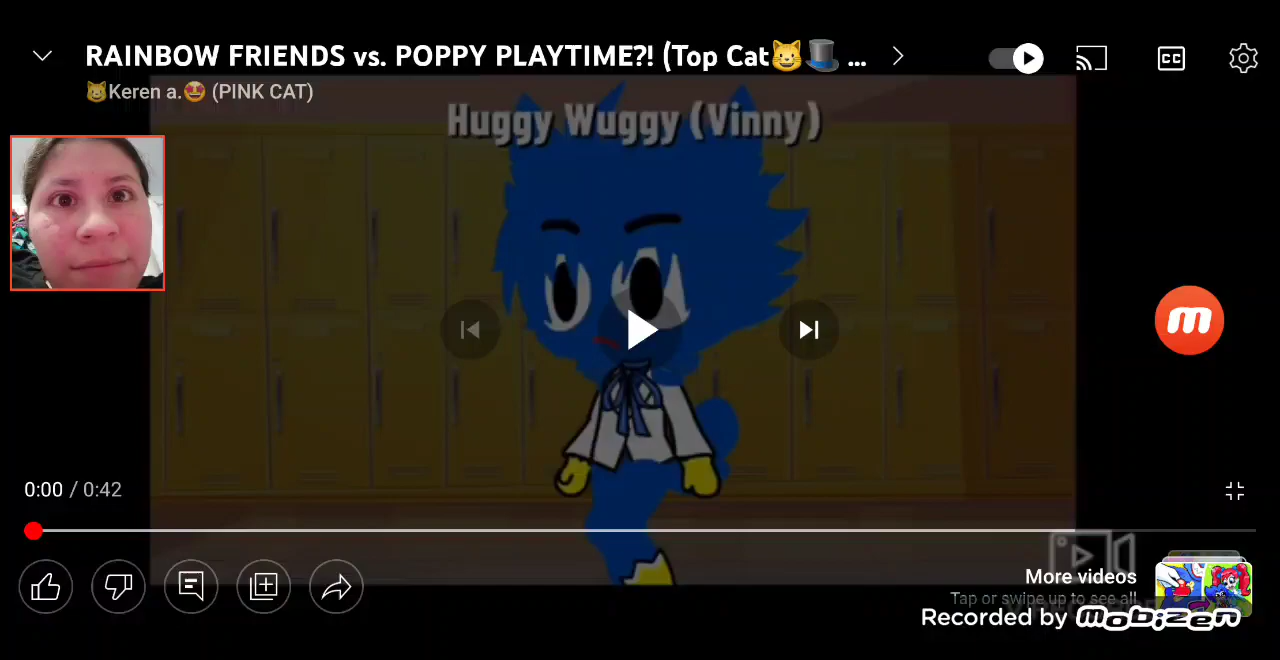 RAINBOW FRIENDS vs. POPPY PLAYTIME?! (Top Cat😺🎩 ...
😺Keren a.🤩 (PINK CAT)
Huggy Wuggy (Vinny)
CC
m
0:00 / 0:42
More videos
Tap or swipe up to see all
Recorded by mobizen